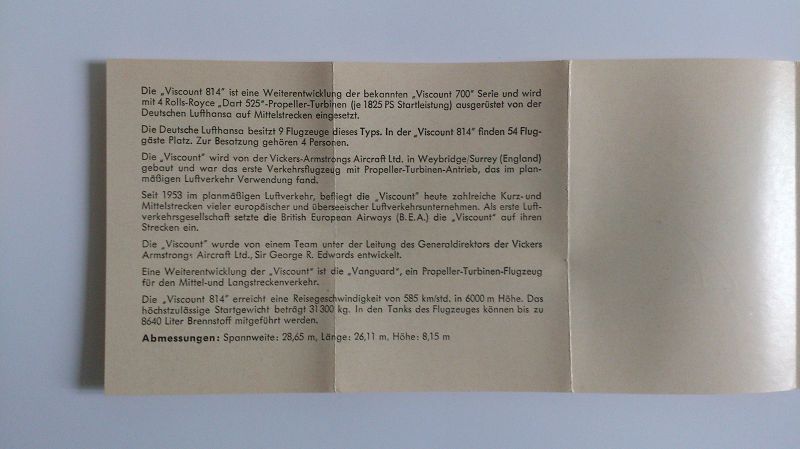 Die „Viscount 814" ist eine Weiterentwicklung der bekannten „Viscount 700" Serie und wird
mit 4 Rolls-Royce „Dart 525"-Propeller-Turbinen (je 1825 PS Startleistung) ausgerüstet von der
Deutschen Lufthansa auf Mittelstrecken eingesetzt.
Die Deutsche Lufthansa besitzt 9 Flugzeuge dieses Typs. In der „Viscount 814" finden 54 Flug-
gäste Platz. Zur Besatzung gehören 4 Personen.
Die „Viscount" wird von der Vickers-Armstrongs Aircraft Ltd. in Weybridge/Surrey (England)
gebaut und war das erste Verkehrsflugzeug mit Propeller-Turbinen-Antrieb, das im plan-
mäßigen Luftverkehr Verwendung fand.
Seit 1953 im planmäßigen Luftverkehr, befliegt die „Viscount" heute zahlreiche Kurz- und
Mittelstrecken vieler europäischer und überseeischer Luftverkehrsunternehmen. Als erste Luft-
verkehrsgesellschaft setzte die British European Airways (B.E.A.) die „Viscount" auf ihren
Strecken ein.
Die „Viscount" wurde von einem Team unter der Leitung des Generaldirektors der Vickers
Armstrongs Aircraft Ltd., Sir George R. Edwards entwickelt.
Eine Weiterentwicklung der „Viscount" ist die „Vanguard", ein Propeller-Turbinen-Flugzeug
für den Mittel-und Langstreckenverkehr.
Die „Viscount 814" erreicht eine Reisegeschwindigkeit von 585 km/std. in 6000 m Höhe. Das
höchstzulässige Startgewicht beträgt 31300 kg. In den Tanks des Flugzeuges können bis zu
8640 Liter Brennstoff mitgeführt werden.
Abmessungen: Spannweite: 28,65 m, Länge: 26,11 m, Höhe: 8,15 m